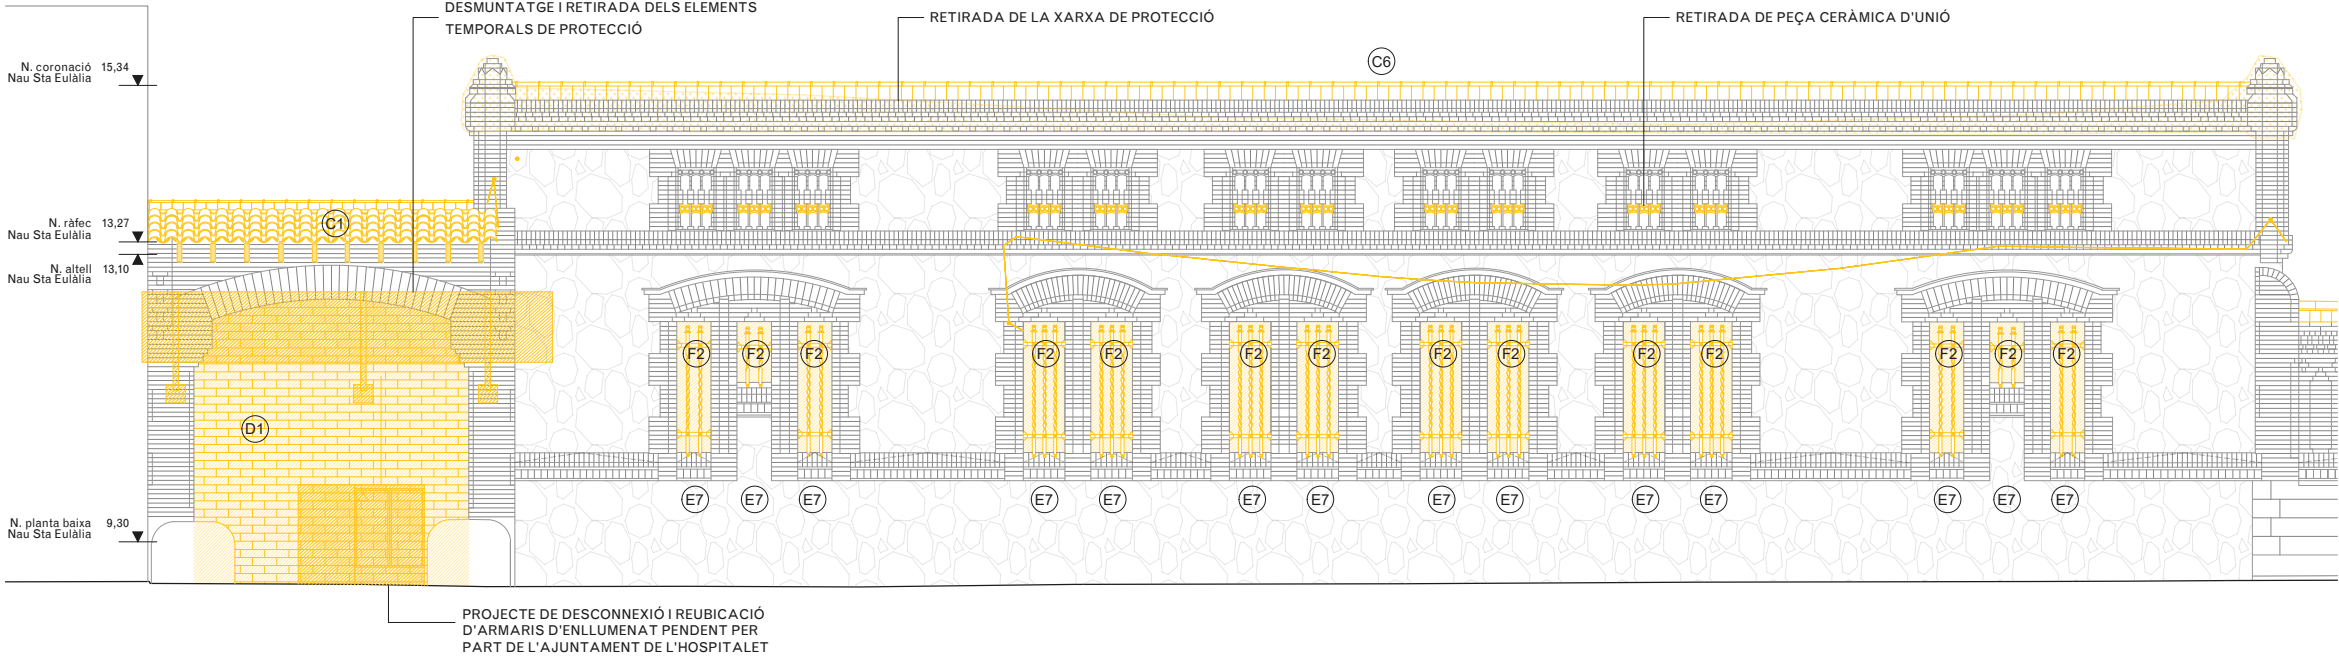 DESMUNTATGE I RETIRADA DELS ELEMENTS
TEMPORALS DE PROTECCIÓ
RETIRADA DE LA XARXA DE PROTECCIÓ
RETIRADA DE PEÇA CERÀMICA D'UNIÓ
C6
N. coronació 15,34
Nau Sta Eulàlia
N. ràfec 13,27
Nau Sta Eulàlia
C1
N. altell 13,10
Nau Sta Eulàlia
F2 F2 F2 F2 F2 F2 F2 F2 F2 F2 F2 F2 F2 F2
D1
E7 E7 E7 E7 E7 E7 E7 E7 E7 E7 E7 E7 E7 E7
N. planta baixa 9,30
Nau Sta Eulàlia
PROJECTE DE DESCONNEXIÓ I REUBICACIÓ
D'ARMARIS D'ENLLUMENAT PENDENT PER
PART DE L'AJUNTAMENT DE L'HOSPITALET